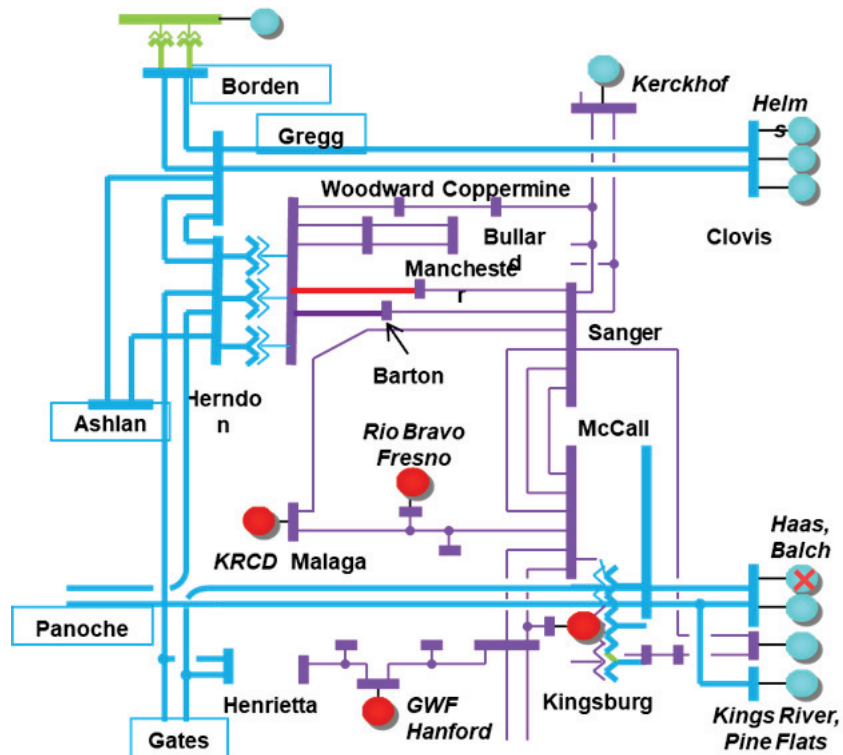 Borden
Kerckhof
Helm
s
Gregg
Woodward Coppermine
Bullar
d
Clovis
Mancheste
r
Sanger
Barton
Herndo
n
Ashlan
McCall
Rio Bravo
Fresno
KRCD Malaga
Haas,
Balch
Panoche
Henrietta
GWF
Hanford
Kingsburg
Kings River,
Pine Flats
Gates